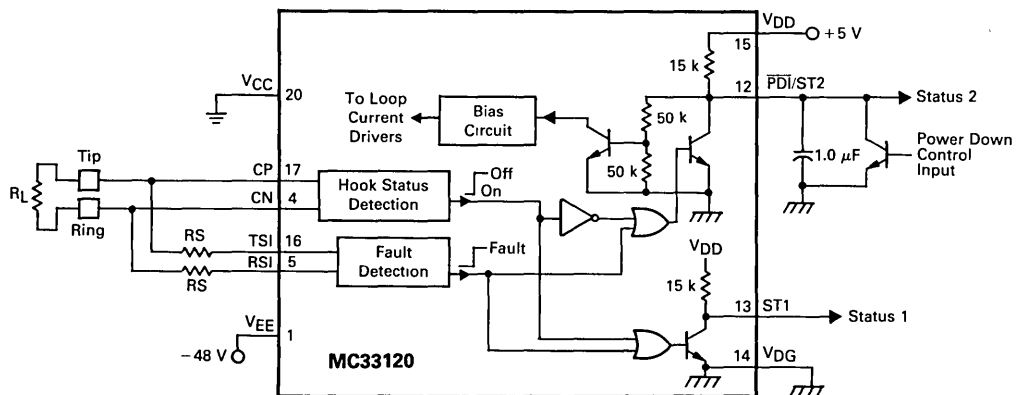 VDD
+5 V
15
15 k
12
PDI/ST2
Status 2
VCC
20
To Loop
Current
Drivers
Bias
Circuit
50 k
50 k
1.0 µF
Power Down
Control
Input
Tip
CP
17
Hook Status
Detection
Off
On
RL
CN
4
Ring
RS
TSI
16
Fault
Detection
Fault
RSI
5
RS
VDD
15 k
13
ST1
Status 1
VEE
1
−48 V
MC33120
14
VDG